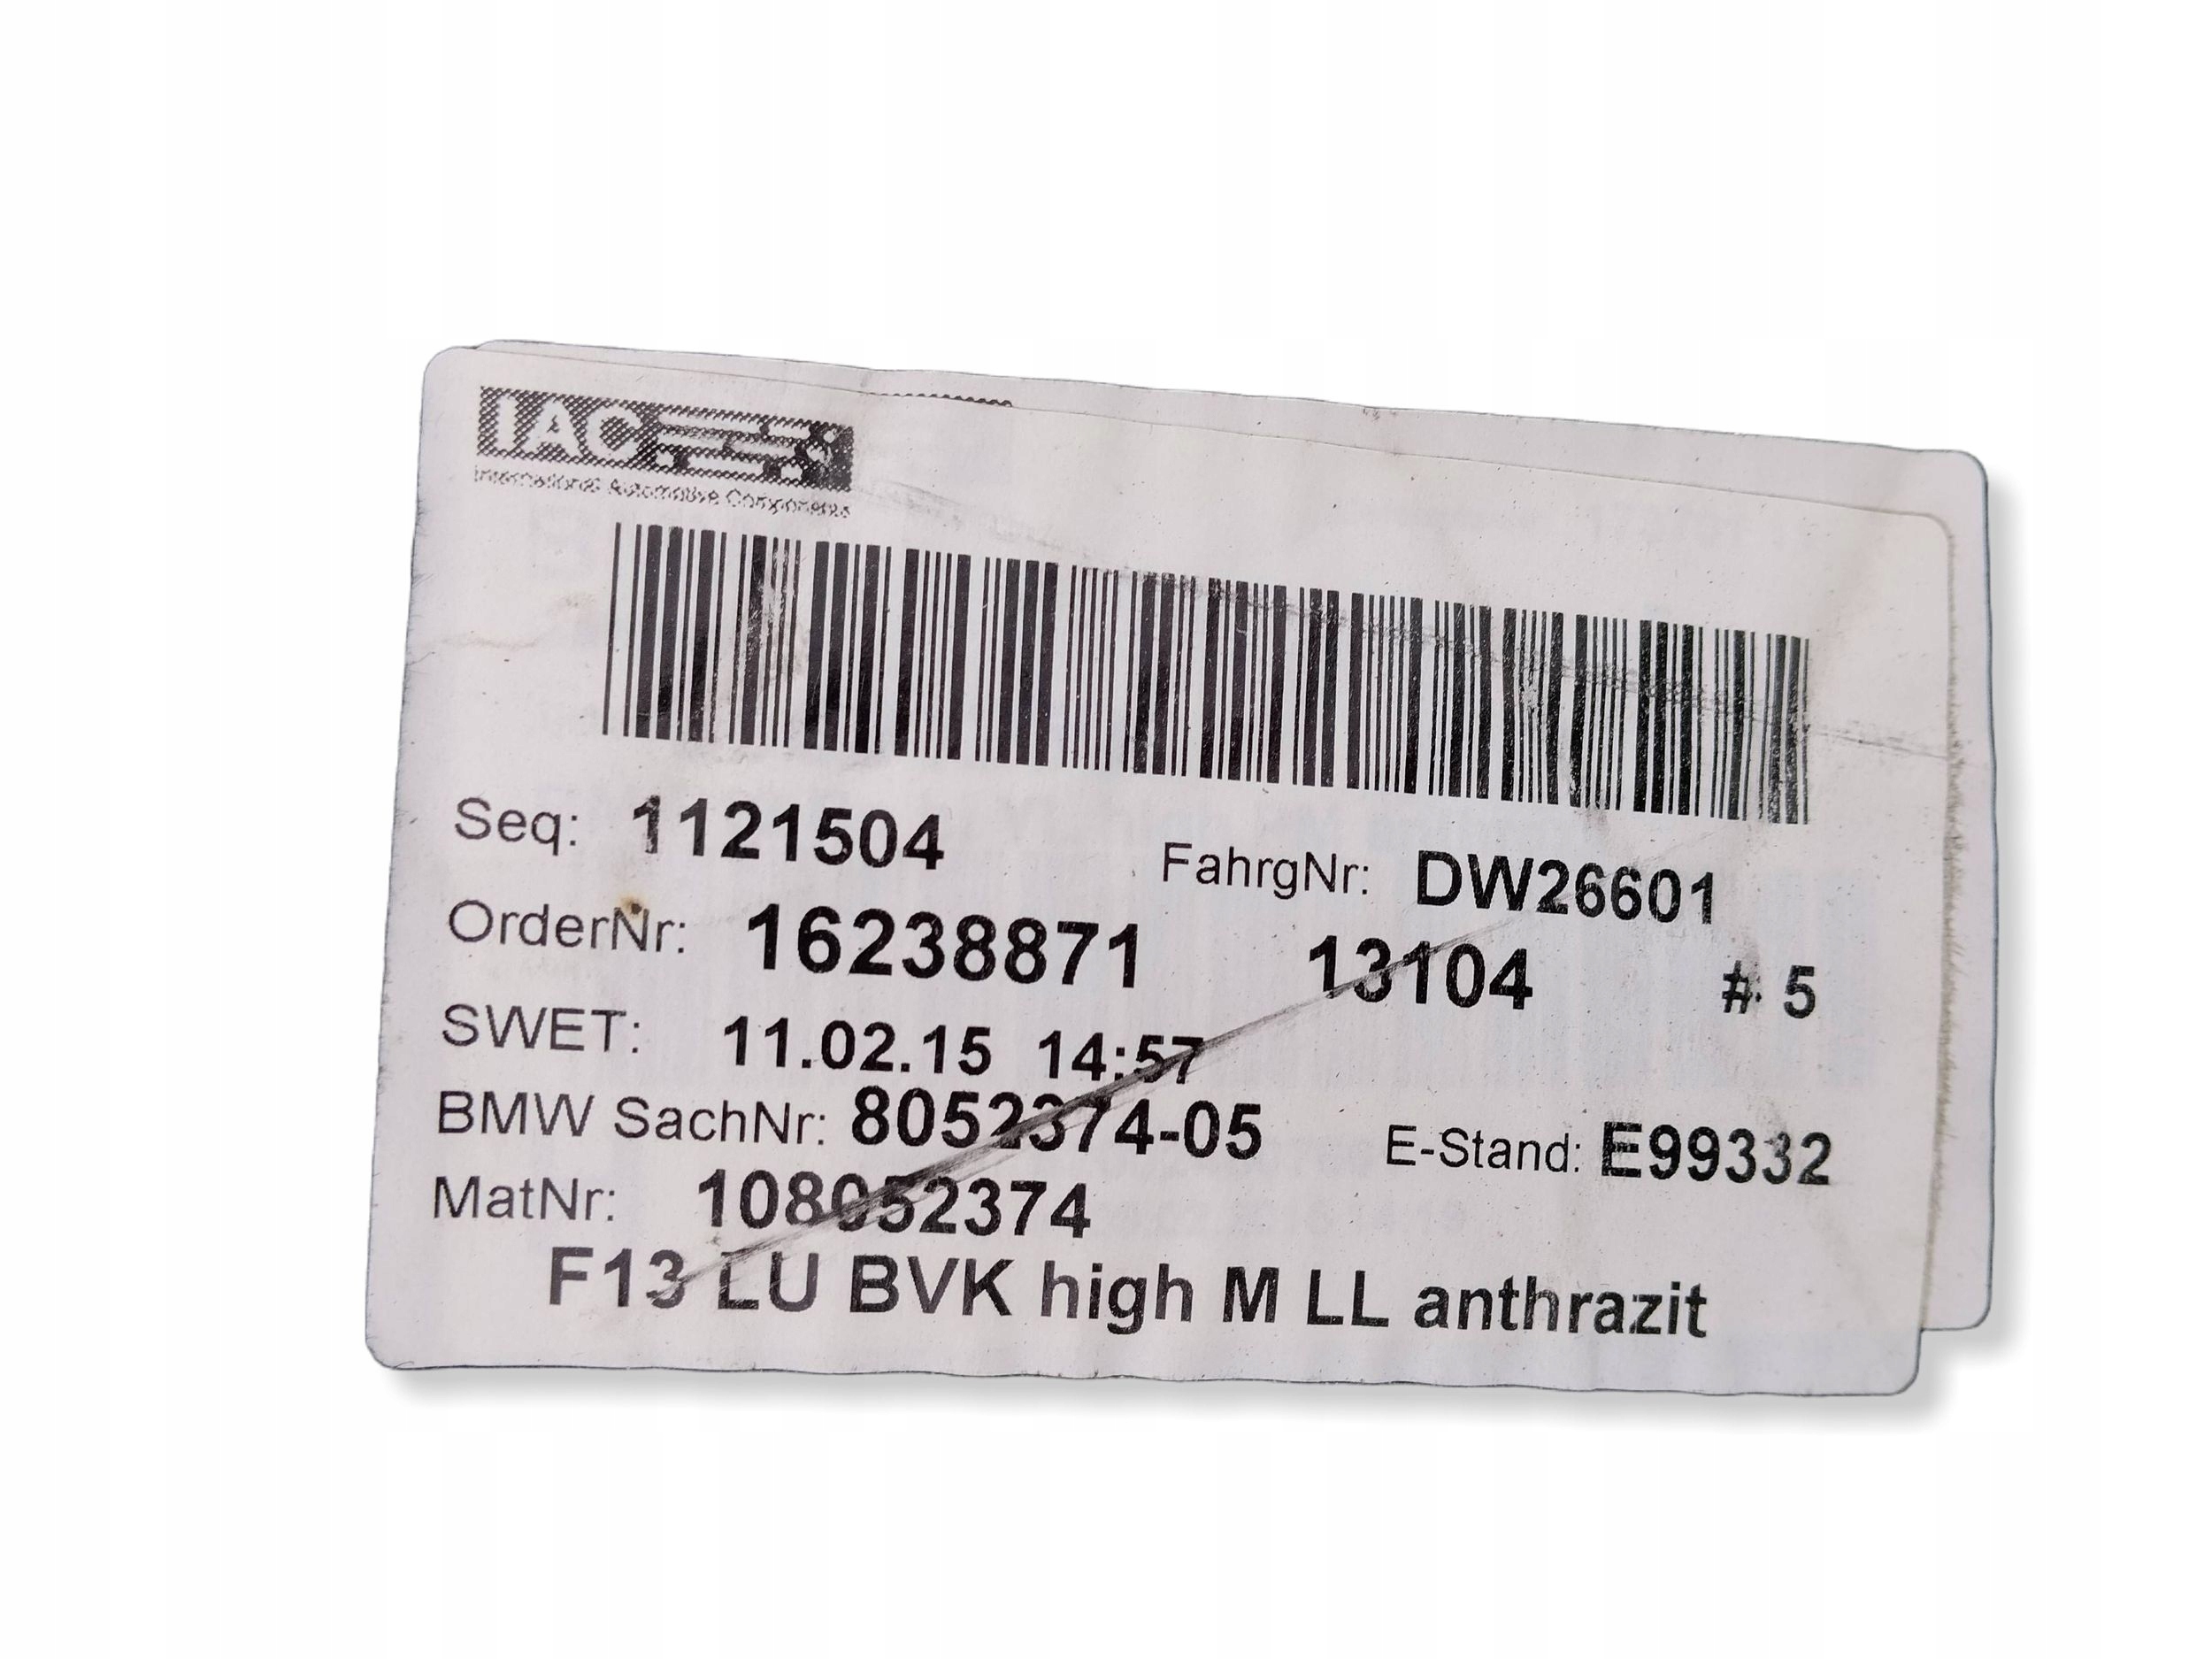 IAC
International Automotive Components
Seq: 1121504 FahrgNr: DW26601
OrderNr: 16238871 13104 # 5
SWET: 11.02.15 14:57
BMW SachNr: 8052374-05 E-Stand: E99332
MatNr: 108052374
F13 LU BVK high M LL anthrazit